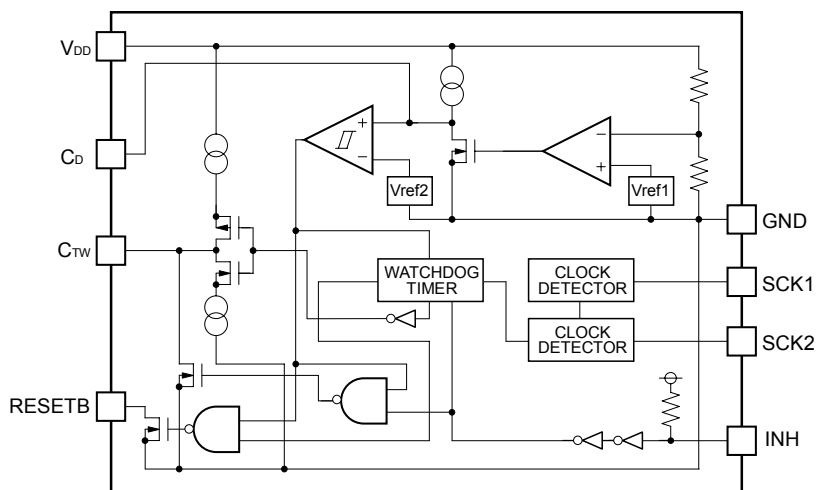 VDD
CD
CTW
RESETB
GND
SCK1
SCK2
INH
+
−
Vref2
−
+
Vref1
WATCHDOG
TIMER
CLOCK
DETECTOR
CLOCK
DETECTOR